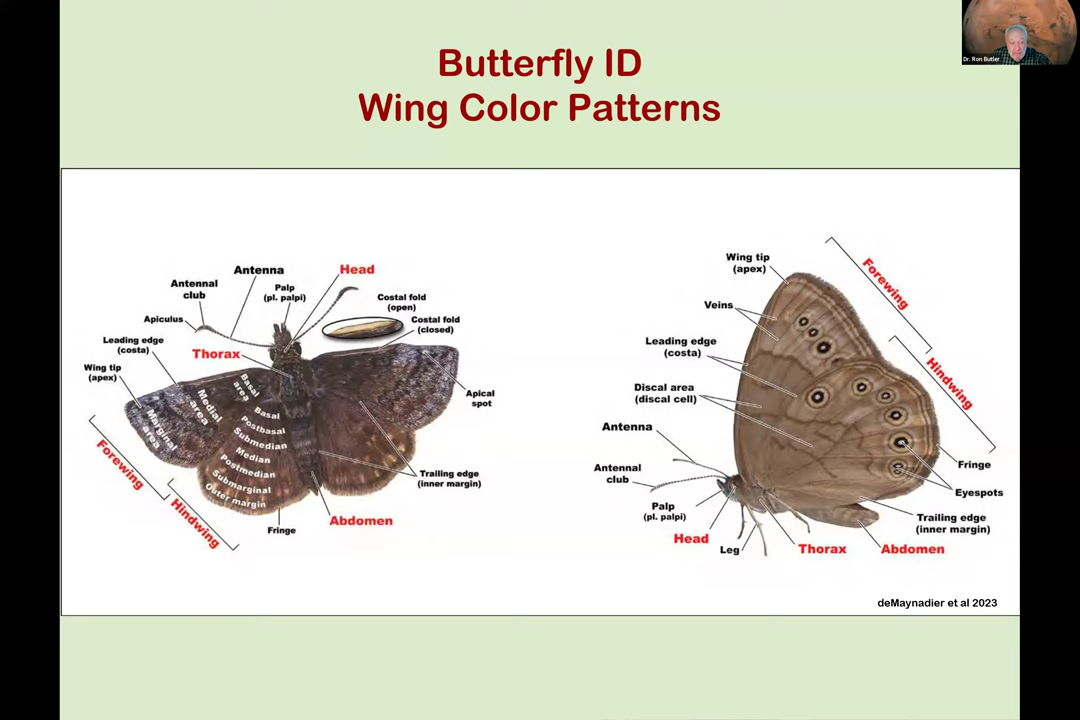 Butterfly ID
Wing Color Patterns
Dr. Ron Butler
Antenna
Head
Antennal
club
Palp
(pl. palpi)
Costal fold
(open)
Apiculus
Costal fold
(closed)
Leading edge
(costa)
Thorax
Wing tip
(apex)
Basal
area
Medial
area
Marginal
area
Basal
Postbasal
Submedian
Median
Postmedian
Submarginal
Outer margin
Apical
spot
Forewing
Hindwing
Trailing edge
(inner margin)
Fringe
Abdomen
Wing tip
(apex)
Forewing
Veins
Leading edge
(costa)
Hindwing
Discal area
(discal cell)
Antenna
Antennal
club
Fringe
Eyespots
Palp
(pl. palpi)
Trailing edge
(inner margin)
Head
Leg
Thorax
Abdomen
deMaynadier et al 2023